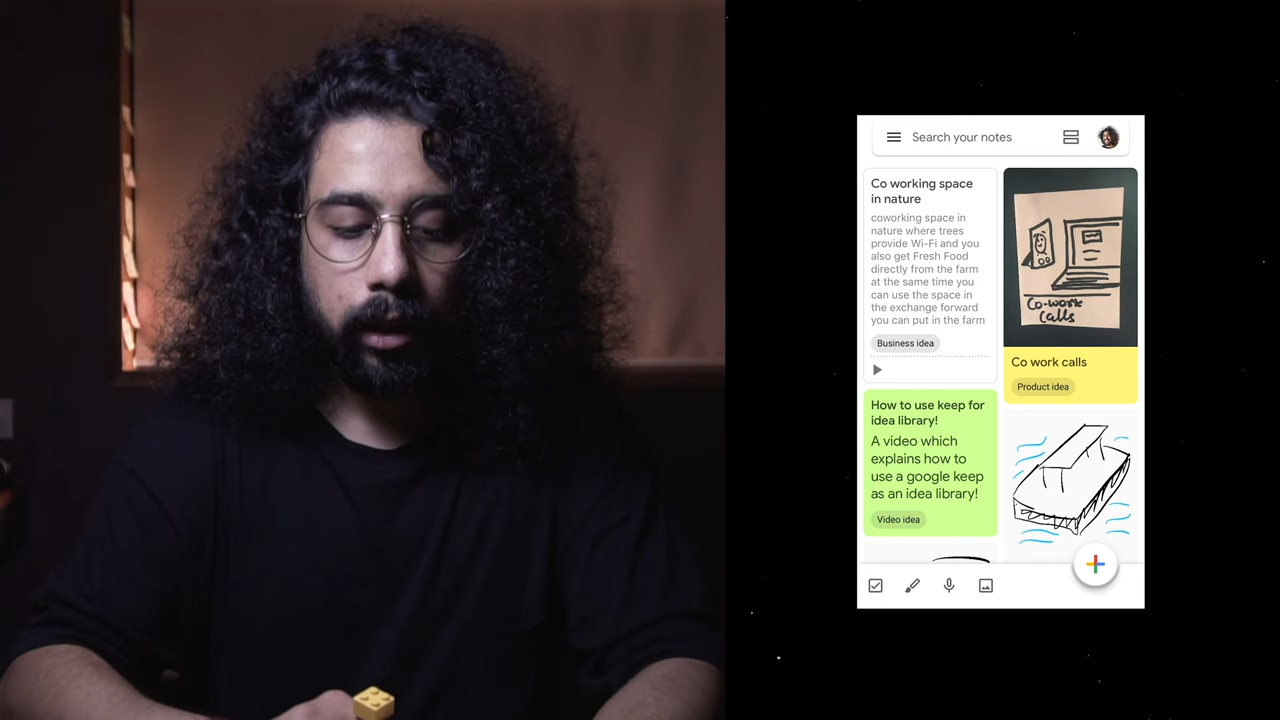 Search your notes
Co working space
in nature
coworking space in
nature where trees
provide Wi-Fi and you
also get Fresh Food
directly from the farm
at the same time you
can use the space in
the exchange forward
you can put in the farm
Business idea
How to use keep for
idea library!
A video which
explains how to
use a google keep
as an idea library!
Video idea
Co-work
Calls
Co work calls
Product idea